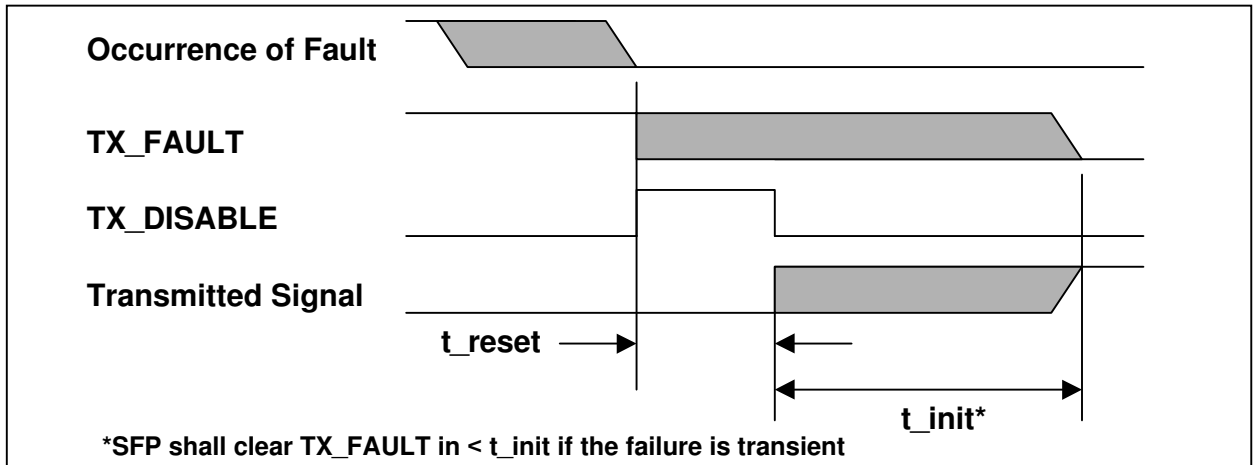 Occurrence of Fault
TX_FAULT
TX_DISABLE
Transmitted Signal
t_reset
t_init*
*SFP shall clear TX_FAULT in < t_init if the failure is transient